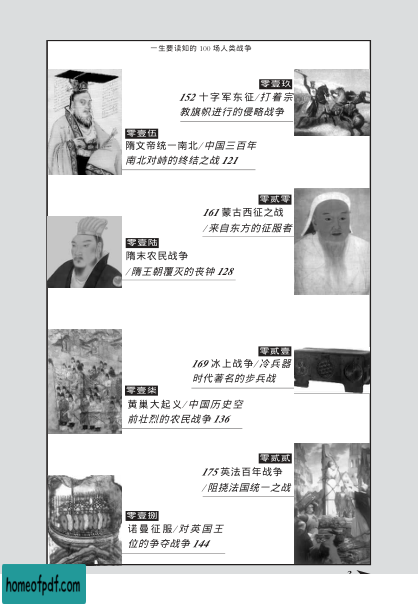 一生要读知的 100 场人类战争
零壹伍
隋文帝统一南北/中国三百年
南北对峙的终结之战 121
零壹陆
隋末农民战争
/隋王朝覆灭的丧钟 128
零壹柒
黄巢大起义/中国历史空
前壮烈的农民战争 136
零壹捌
诺曼征服/对英国王
位的争夺战争 144
零壹玖
152 十字军东征/打着宗
教旗帜进行的侵略战争
零贰零
161 蒙古西征之战
/来自东方的征服者
零贰壹
169 冰上战争/冷兵器
时代著名的步兵战
零贰贰
175 英法百年战争
/阻挠法国统一之战
homeofpdf.com